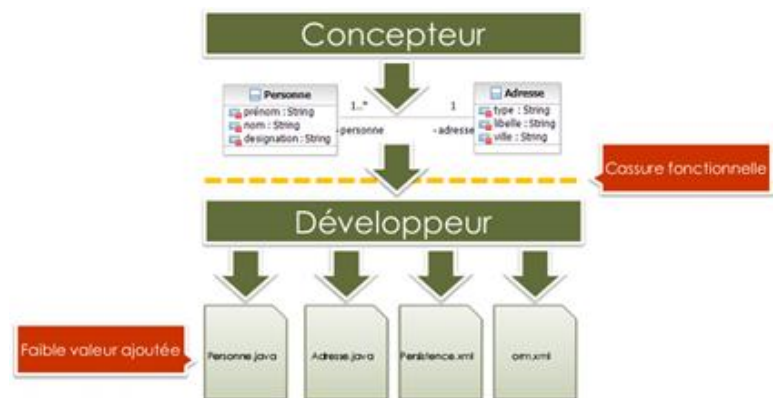 Concepteur
Personne
prénom : String
nom : String
designation : String
1..*
-personne
1
-adresse
Adresse
type : String
libelle : String
ville : String
Cassure fonctionnelle
Développeur
Faible valeur ajoutée
Personne.java
Adresse.java
Persistence.xml
orm.xml